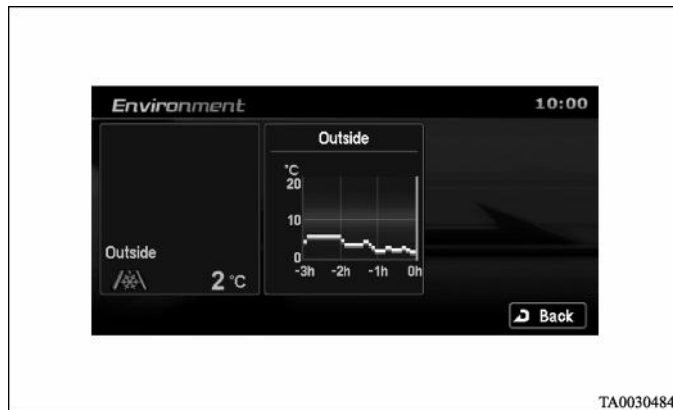 Environment
10:00
Outside
°C
20
10
0
-3h -2h -1h 0h
Outside
2 °C
Back
TA0030484